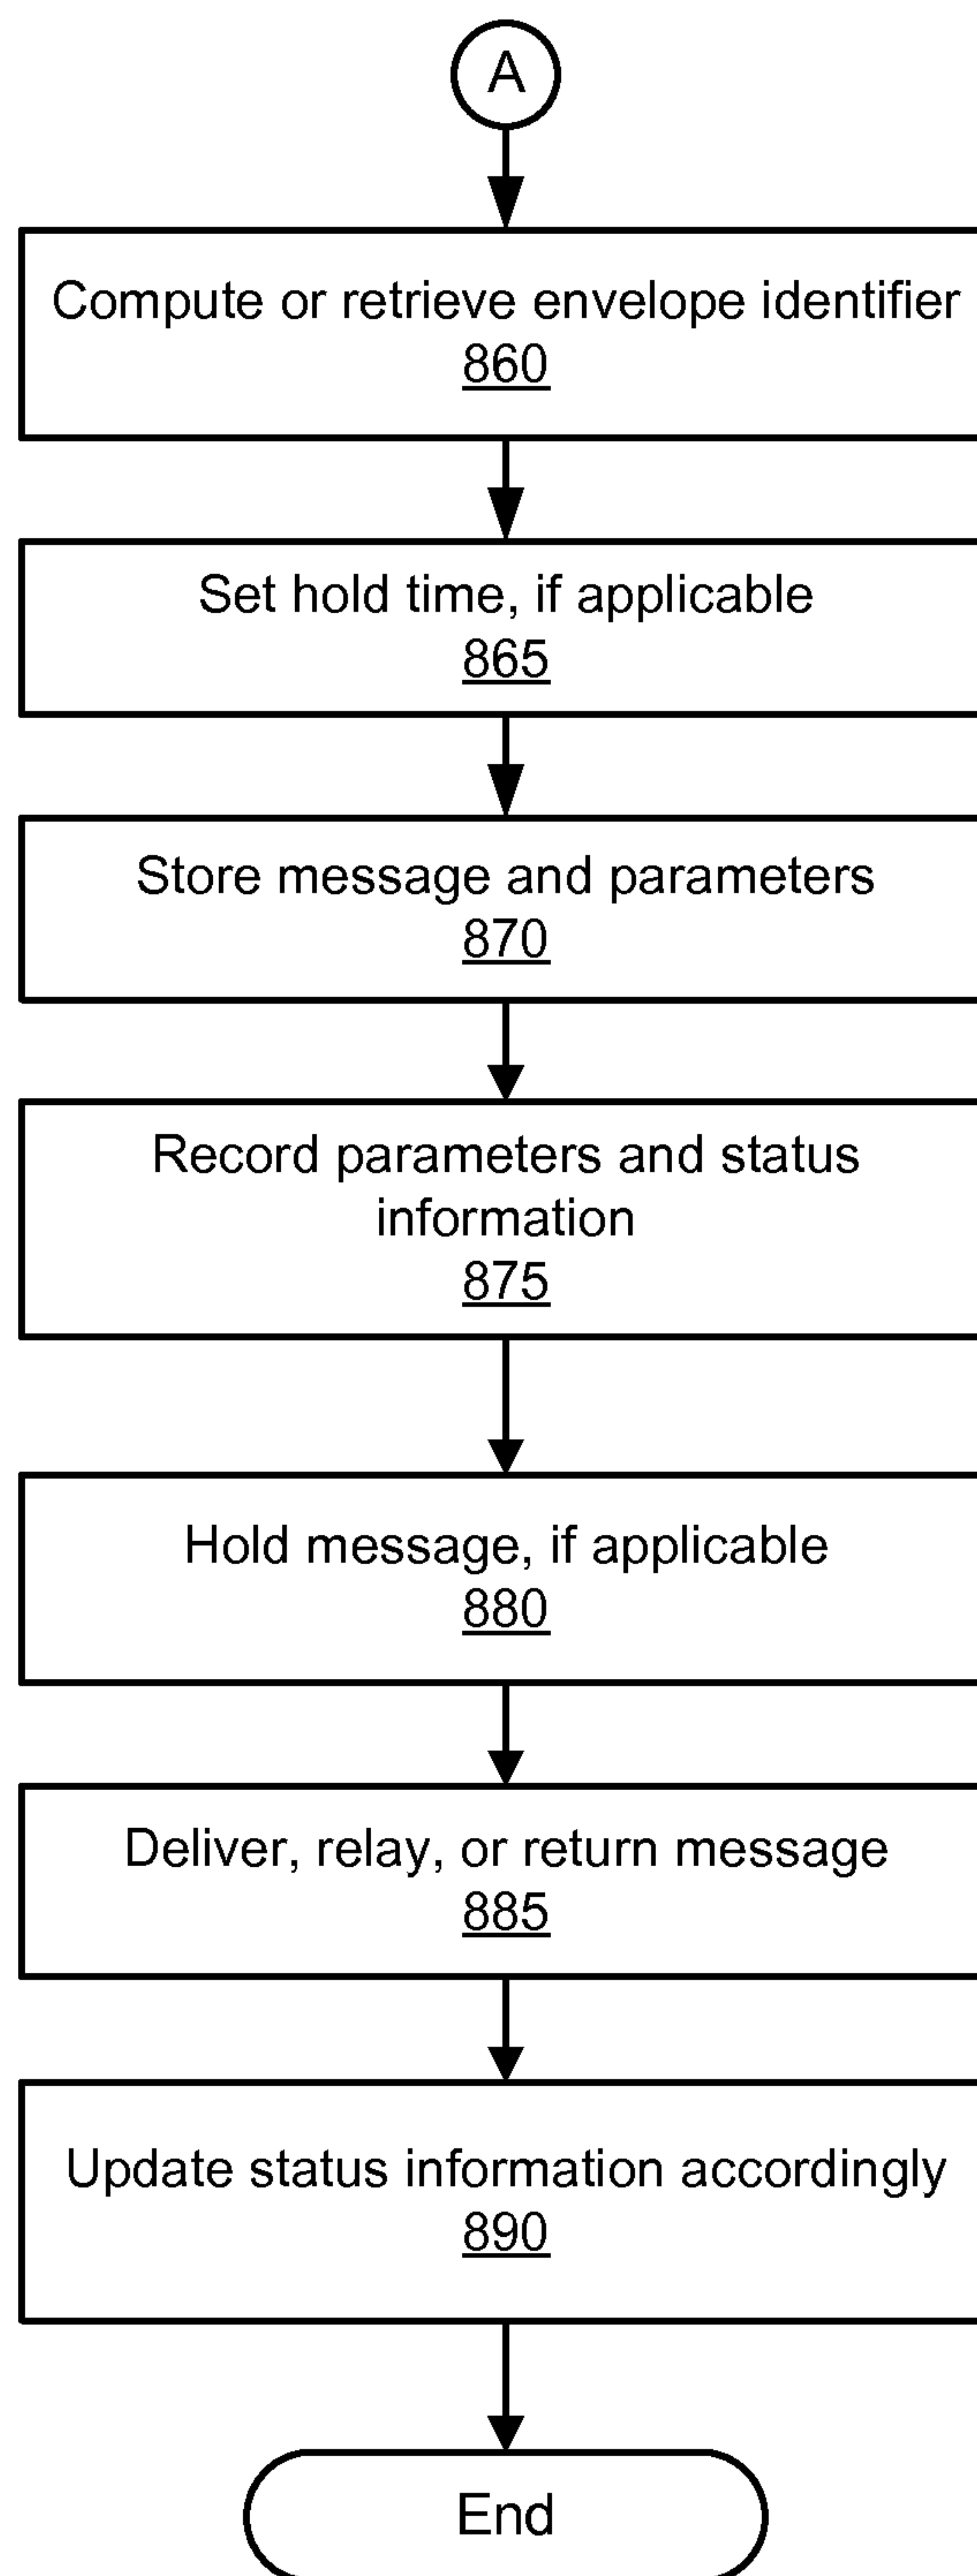 A
Compute or retrieve envelope identifier
860
Set hold time, if applicable
865
Store message and parameters
870
Record parameters and status
information
875
Hold message, if applicable
880
Deliver, relay, or return message
885
Update status information accordingly
890
End